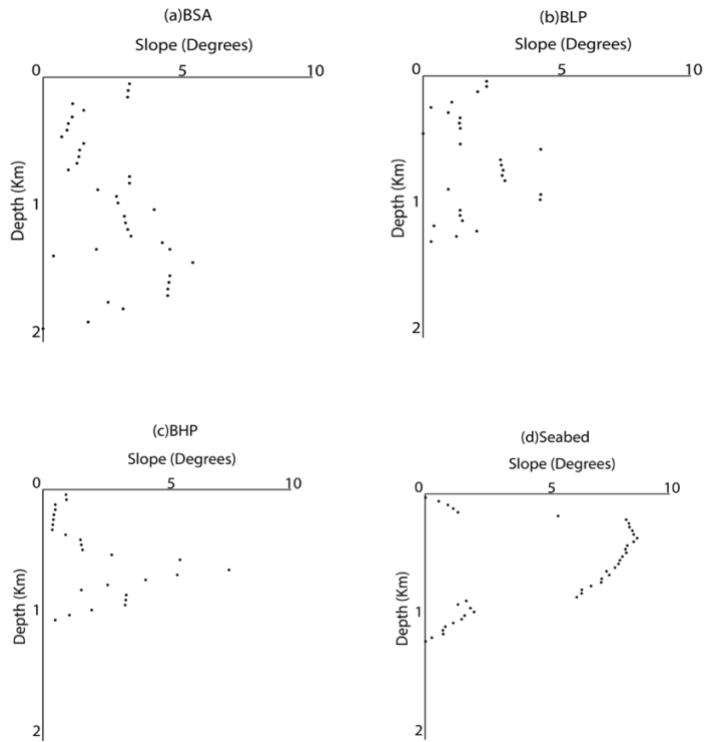 (a)BSA
Slope (Degrees)
0 5 10
Depth (Km)
1
2
(b)BLP
Slope (Degrees)
0 5 10
Depth (Km)
1
2
(c)BHP
Slope (Degrees)
0 5 10
Depth (Km)
1
2
(d)Seabed
Slope (Degrees)
0 5 10
Depth (Km)
1
2